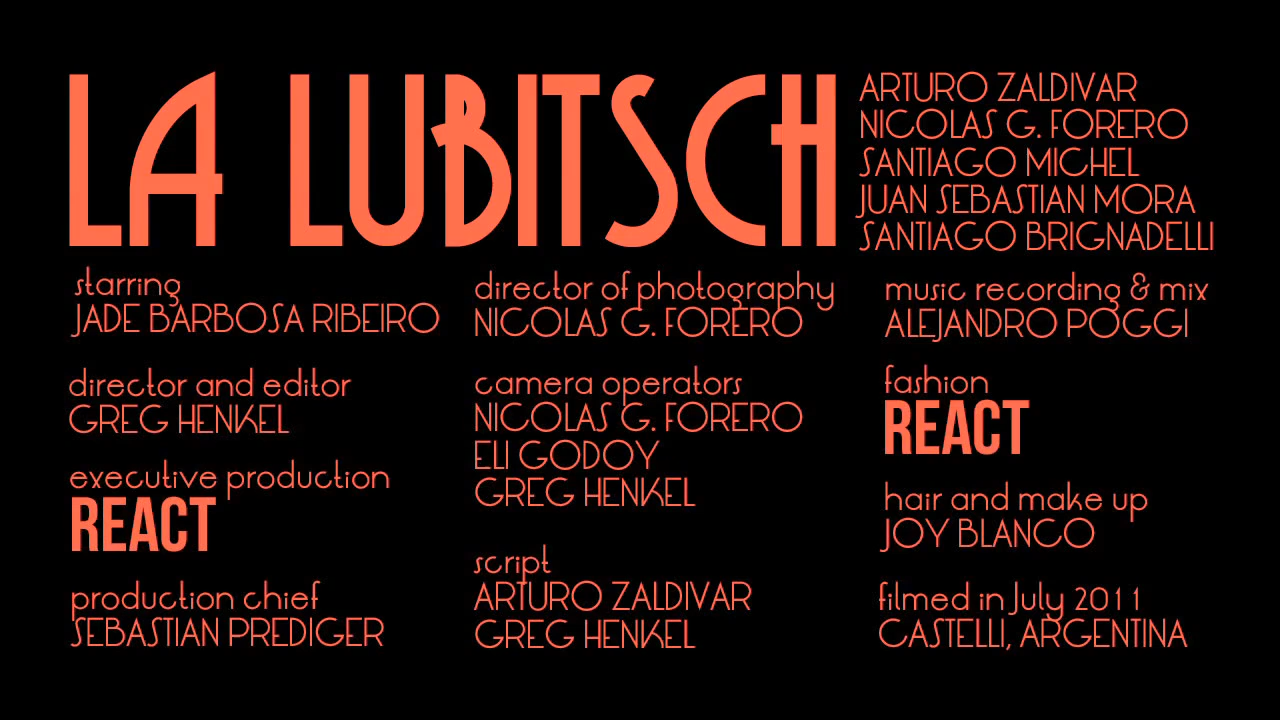 LA LUBITSCH
ARTURO ZALDIVAR
NICOLAS G. FORERO
SANTIAGO MICHEL
JUAN SEBASTIAN MORA
SANTIAGO BRIGNADELLI
starring
JADE BARBOSA RIBEIRO
director and editor
GREG HENKEL
executive production
REACT
production chief
SEBASTIAN PREDIGER
director of photography
NICOLAS G. FORERO
camera operators
NICOLAS G. FORERO
ELI GODOY
GREG HENKEL
script
ARTURO ZALDIVAR
GREG HENKEL
music recording & mix
ALEJANDRO POGGI
fashion
REACT
hair and make up
JOY BLANCO
filmed in July 2011
CASTELLI, ARGENTINA